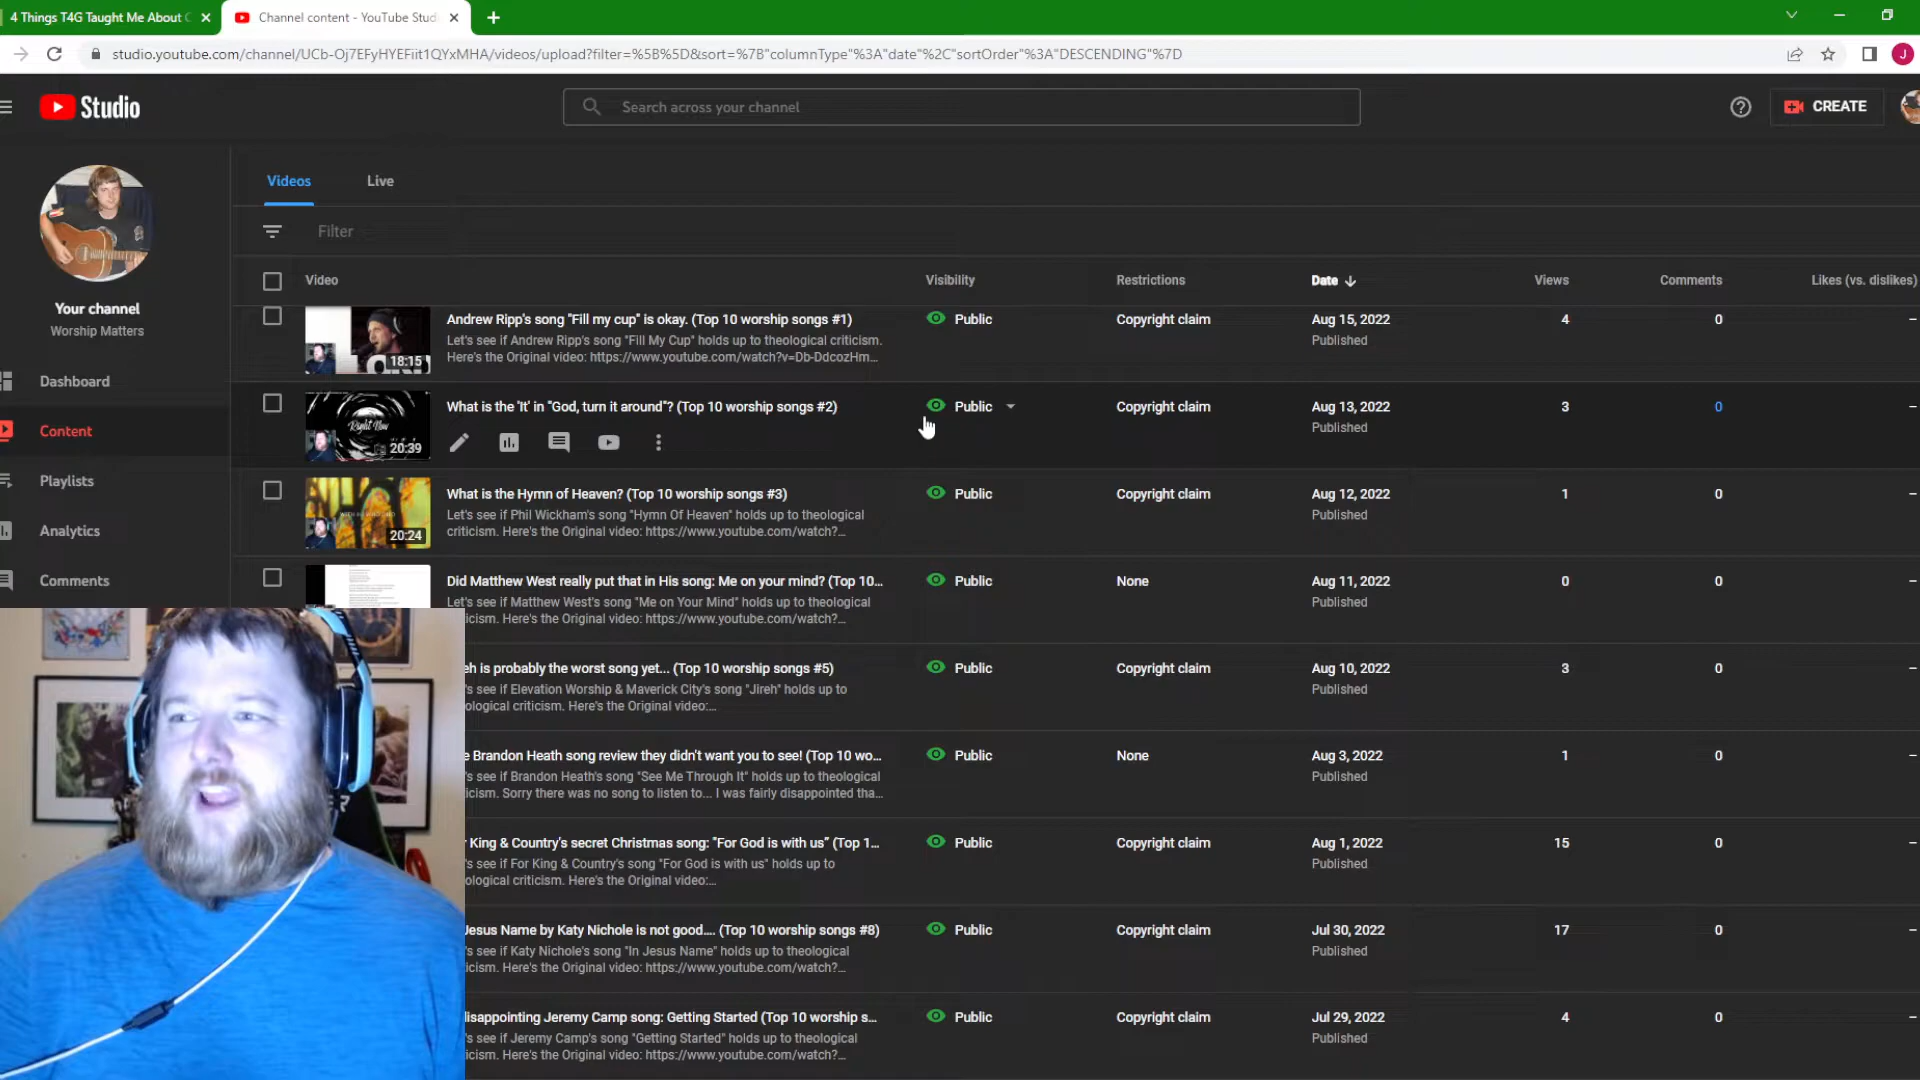 4 Things T4G Taught Me About C
Channel content - YouTube Stud
studio.youtube.com/channel/UCb-Oj7EFyHYEFiit1QYxMHA/videos/upload?filter=%5B%5D&sort=%7B"columnType"%3A"date"%2C"sortOrder"%3A"DESCENDING"%7D
J
Studio
Search across your channel
CREATE
Videos Live
Filter
Your channel
Worship Matters
Dashboard
Content
Playlists
Analytics
Comments
Video Visibility Restrictions Date Views Comments Likes (vs. dislikes)
Andrew Ripp's song "Fill my cup" is okay. (Top 10 worship songs #1) Public Copyright claim Aug 15, 2022 4 0 –
Let's see if Andrew Ripp's song "Fill My Cup" holds up to theological criticism. Published
Here's the Original video: https://www.youtube.com/watch?v=Db-DdcozHm...
18:15
What is the 'It' in "God, turn it around"? (Top 10 worship songs #2) Public Copyright claim Aug 13, 2022 3 0 –
Published
Right Now
20:39
What is the Hymn of Heaven? (Top 10 worship songs #3) Public Copyright claim Aug 12, 2022 1 0 –
Let's see if Phil Wickham's song "Hymn Of Heaven" holds up to theological Published
criticism. Here's the Original video: https://www.youtube.com/watch?...
20:24
Did Matthew West really put that in His song: Me on your mind? (Top 10... Public None Aug 11, 2022 0 0 –
Let's see if Matthew West's song "Me on Your Mind" holds up to theological Published
icism. Here's the Original video: https://www.youtube.com/watch?...
eh is probably the worst song yet... (Top 10 worship songs #5) Public Copyright claim Aug 10, 2022 3 0 –
's see if Elevation Worship & Maverick City's song "Jireh" holds up to Published
ological criticism. Here's the Original video:...
e Brandon Heath song review they didn't want you to see! (Top 10 wo... Public None Aug 3, 2022 1 0 –
's see if Brandon Heath's song "See Me Through It" holds up to theological Published
icism. Sorry there was no song to listen to... I was fairly disappointed tha...
r King & Country's secret Christmas song: "For God is with us" (Top 1... Public Copyright claim Aug 1, 2022 15 0 –
's see if For King & Country's song "For God is with us" holds up to Published
ological criticism. Here's the Original video:...
Jesus Name by Katy Nichole is not good.... (Top 10 worship songs #8) Public Copyright claim Jul 30, 2022 17 0 –
's see if Katy Nichole's song "In Jesus Name" holds up to theological Published
icism. Here's the Original video: https://www.youtube.com/watch?...
isappointing Jeremy Camp song: Getting Started (Top 10 worship s... Public Copyright claim Jul 29, 2022 4 0 –
's see if Jeremy Camp's song "Getting Started" holds up to theological Published
icism. Here's the Original video: https://www.youtube.com/watch?...